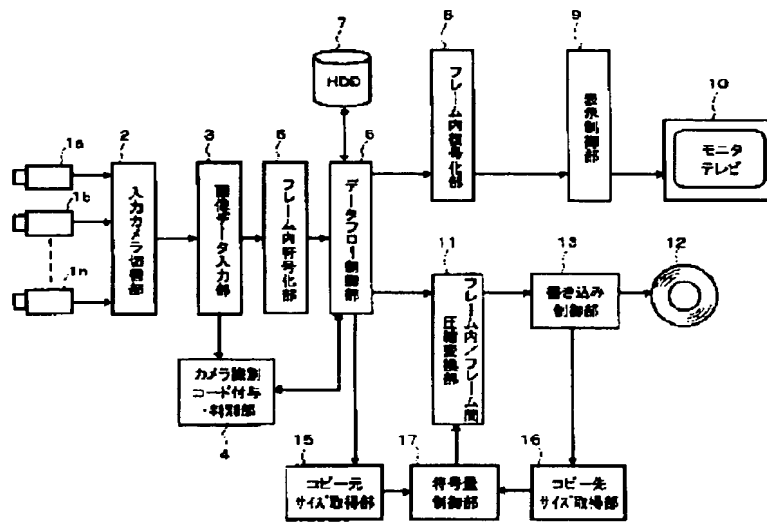 7
HDD
8
フレーム内復号化部
9
表示制御部
10
モニタ
テレビ
1a
1b
1n
2
入力カメラ切替部
3
画像データ入力部
5
フレーム内符号化部
6
データフロー制御部
11
フレーム内/フレーム間
圧縮変換部
13
書き込み
制御部
12
カメラ識別
コード付与
・判別部
4
15
コピー元
サイズ取得部
17
符号量
制御部
16
コピー先
サイズ取得部